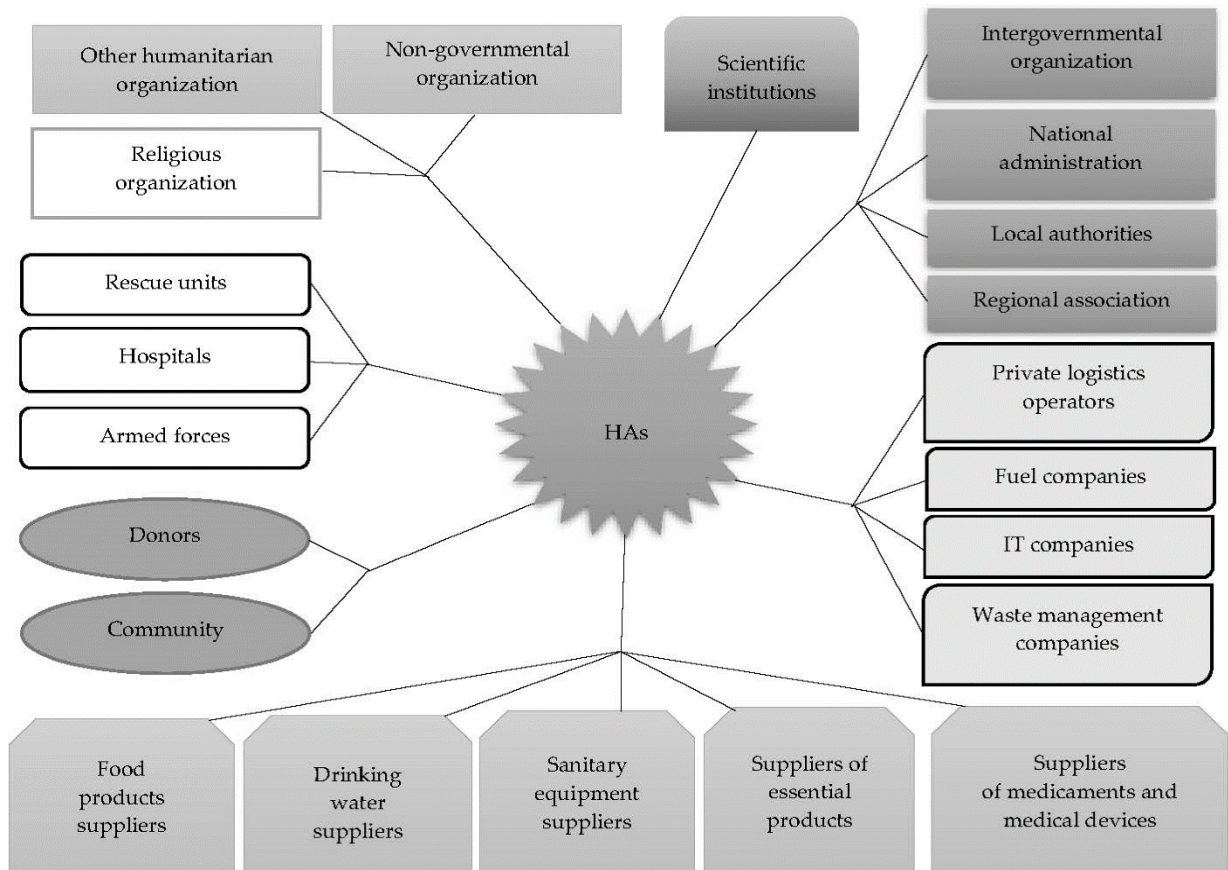 Other humanitarian
organization
Non-governmental
organization
Scientific
institutions
Intergovernmental
organization
National
administration
Local authorities
Regional association
Religious
organization
Rescue units
Hospitals
Armed forces
HAs
Private logistics
operators
Fuel companies
IT companies
Waste management
companies
Donors
Community
Food
products
suppliers
Drinking
water
suppliers
Sanitary
equipment
suppliers
Suppliers of
essential
products
Suppliers
of medicaments and
medical devices